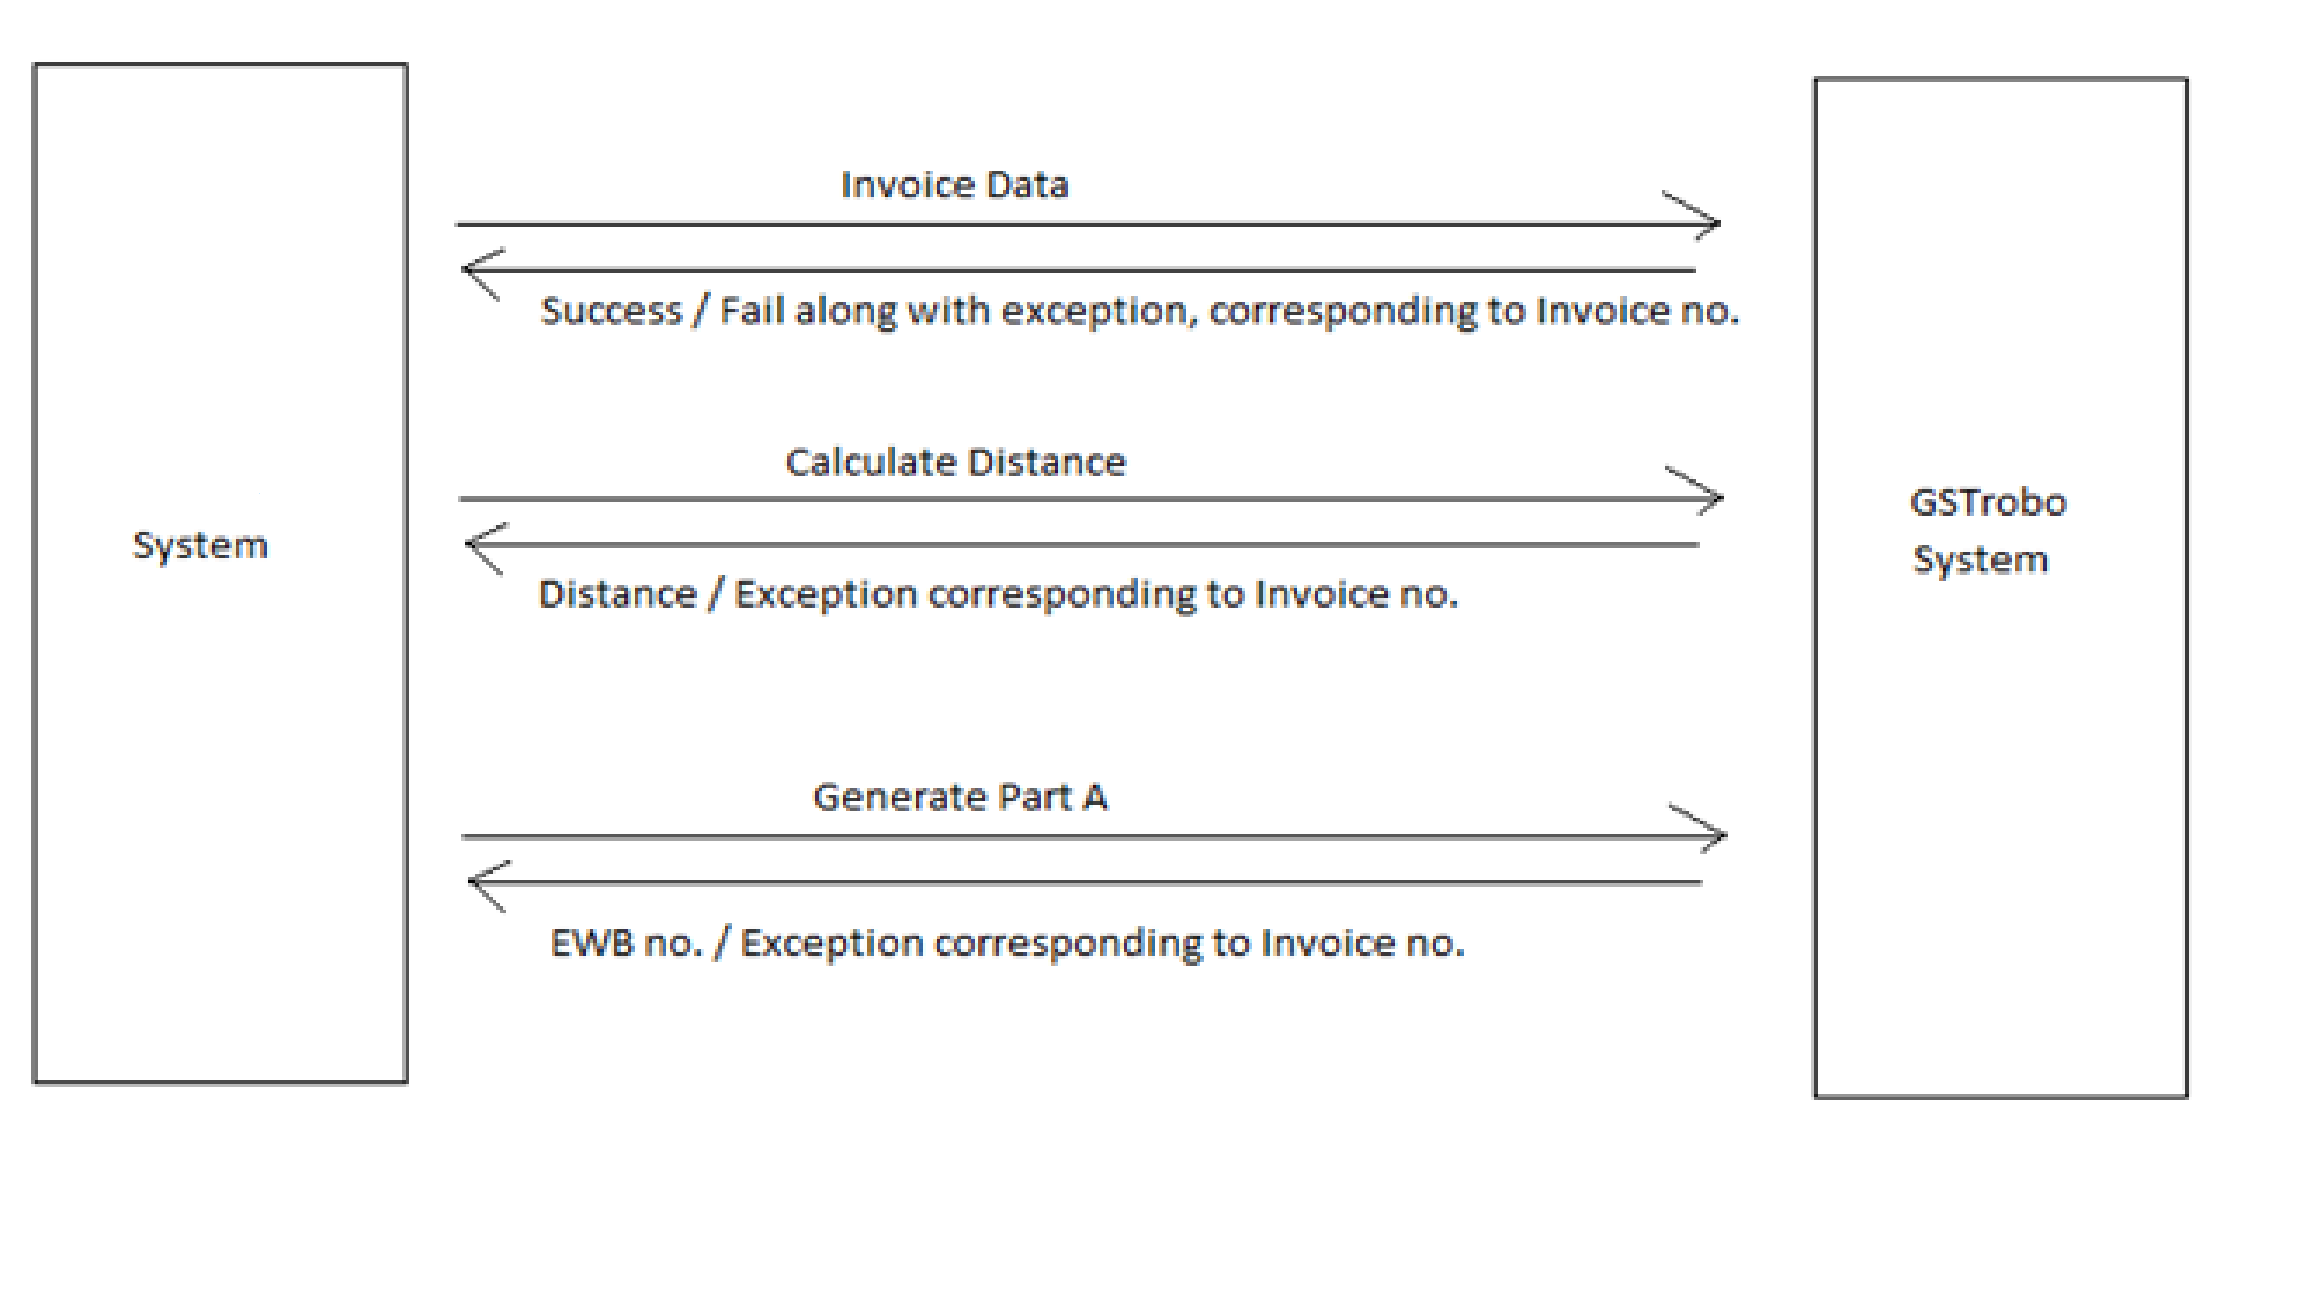 Invoice Data
Success / Fail along with exception, corresponding to Invoice no.
Calculate Distance
System
GSTrobo
System
Distance / Exception corresponding to Invoice no.
Generate Part A
EWB no. / Exception corresponding to Invoice no.